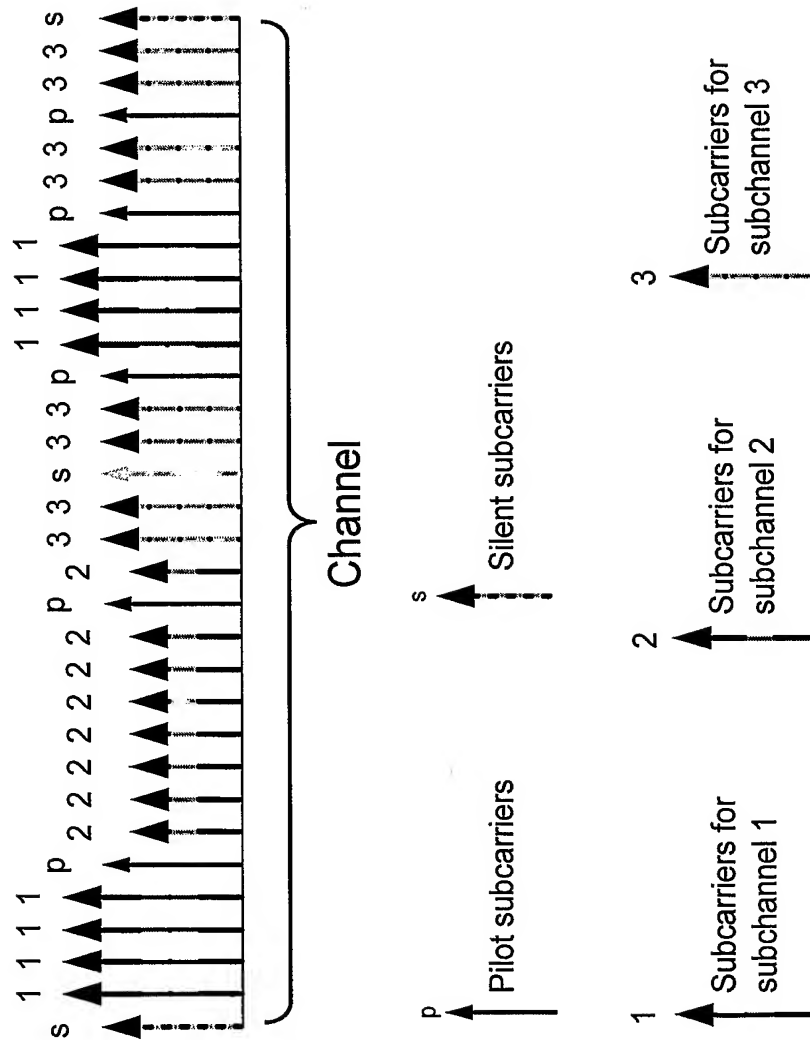 s 1 1 1 1 p 2 2 2 2 2 2 2 p 2 3 3 s 3 3 p 1 1 1 1 p 3 3 p 3 3 s
Channel
p s
Pilot subcarriers Silent subcarriers
1 2 3
Subcarriers for Subcarriers for Subcarriers for
subchannel 1 subchannel 2 subchannel 3